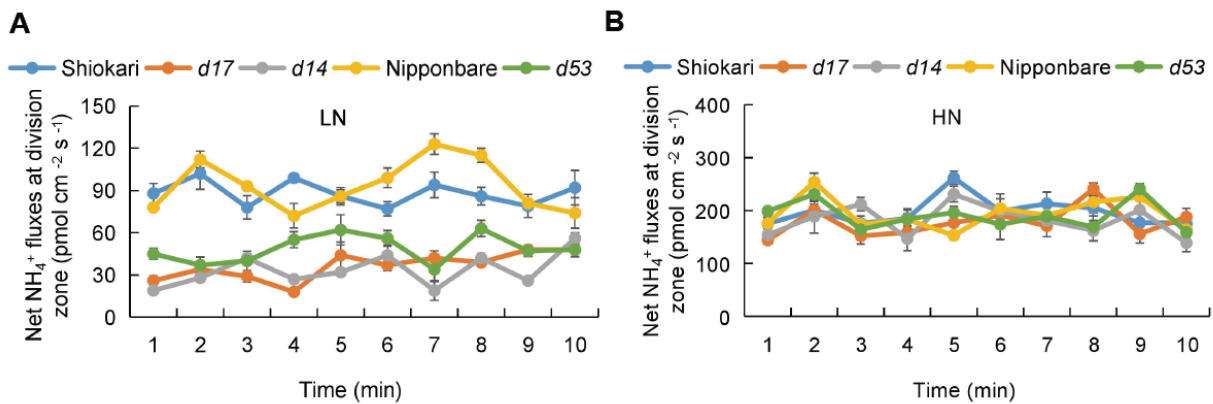 A
Shiokari d17 d14 Nipponbare d53
LN
Net NH₄⁺ fluxes at division
zone (pmol cm ⁻² s ⁻¹)
150
120
90
60
30
0
1 2 3 4 5 6 7 8 9 10
Time (min)
B
Shiokari d17 d14 Nipponbare d53
HN
Net NH₄⁺ fluxes at division
zone (pmol cm ⁻² s ⁻¹)
400
300
200
100
0
1 2 3 4 5 6 7 8 9 10
Time (min)